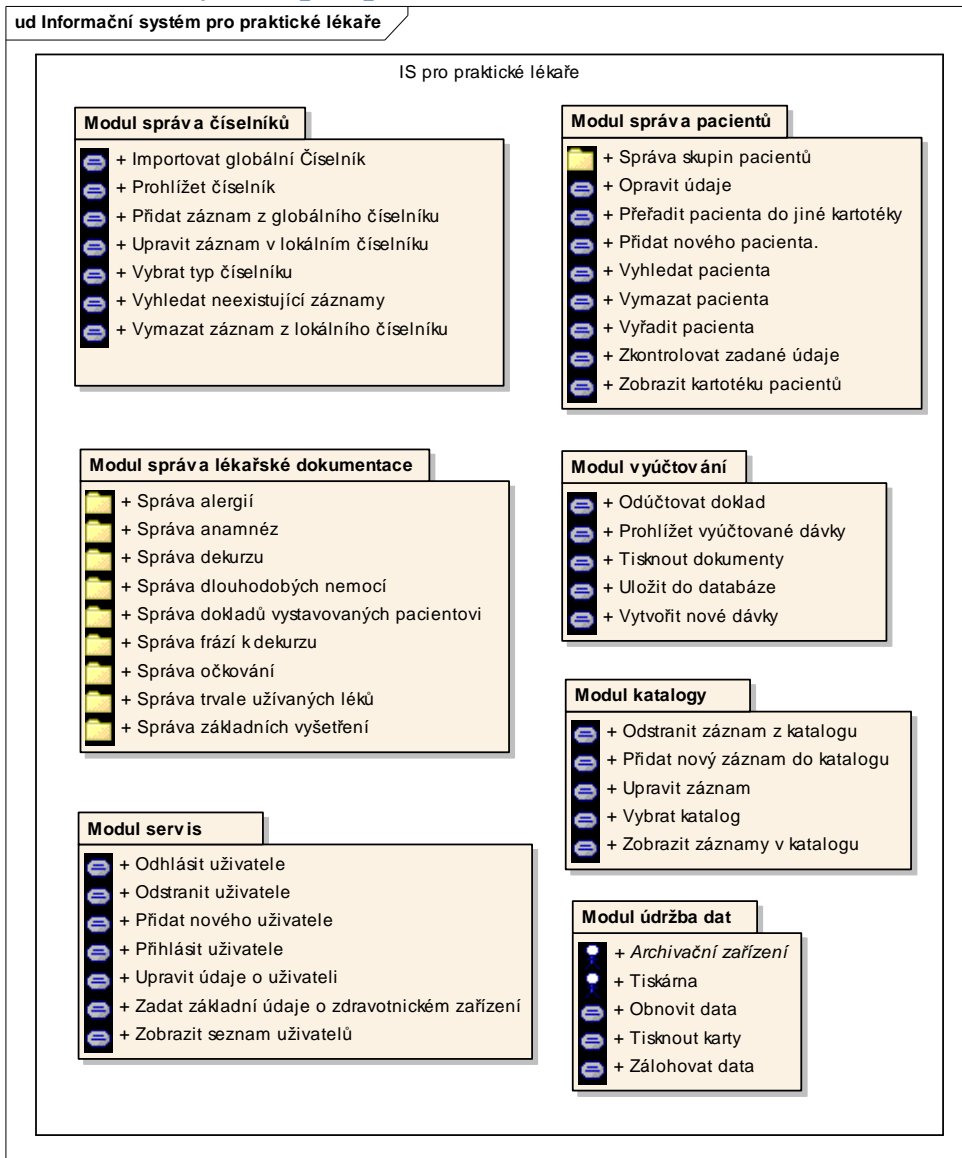 ud Informační systém pro praktické lékaře
IS pro praktické lékaře
Modul správa číselníků
+ Importovat globální Číselník
+ Prohlížet číselník
+ Přidat záznam z globálního číselníku
+ Upravit záznam v lokálním číselníku
+ Vybrat typ číselníku
+ Vyhledat neexistující záznamy
+ Vymazat záznam z lokálního číselníku
Modul správa pacientů
+ Správa skupin pacientů
+ Opravit údaje
+ Přeřadit pacienta do jiné kartotéky
+ Přidat nového pacienta.
+ Vyhledat pacienta
+ Vymazat pacienta
+ Vyřadit pacienta
+ Zkontrolovat zadané údaje
+ Zobrazit kartotéku pacientů
Modul správa lékařské dokumentace
+ Správa alergií
+ Správa anamnéz
+ Správa dekurzu
+ Správa dlouhodobých nemocí
+ Správa dokladů vystavovaných pacientovi
+ Správa frází k dekurzu
+ Správa očkování
+ Správa trvale užívaných léků
+ Správa základních vyšetření
Modul vyúčtování
+ Odúčtovat doklad
+ Prohlížet vyúčtované dávky
+ Tisknout dokumenty
+ Uložit do databáze
+ Vytvořit nové dávky
Modul katalogy
+ Odstranit záznam z katalogu
+ Přidat nový záznam do katalogu
+ Upravit záznam
+ Vybrat katalog
+ Zobrazit záznamy v katalogu
Modul servis
+ Odhlásit uživatele
+ Odstranit uživatele
+ Přidat nového uživatele
+ Přihlásit uživatele
+ Upravit údaje o uživateli
+ Zadat základní údaje o zdravotnickém zařízení
+ Zobrazit seznam uživatelů
Modul údržba dat
+ Archivační zařízení
+ Tiskárna
+ Obnovit data
+ Tisknout karty
+ Zálohovat data